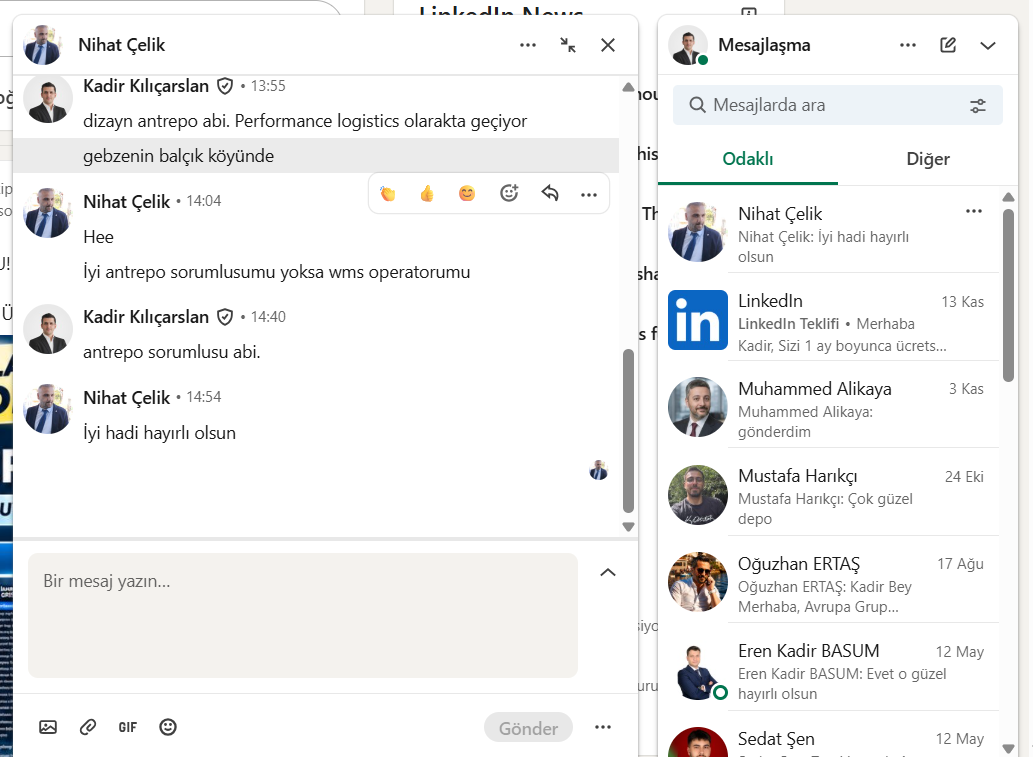 LinkedIn News
Nihat Çelik
Kadir Kılıçarslan • 13:55
dizayn antrepo abi. Performance logistics olarakta geçiyor
gebzenin balçık köyünde
Nihat Çelik • 14:04
Hee
İyi antrepo sorumlusumu yoksa wms operatorumu
Kadir Kılıçarslan • 14:40
antrepo sorumlusu abi.
Nihat Çelik • 14:54
İyi hadi hayırlı olsun
Bir mesaj yazın…
GIF
Gönder
Mesajlaşma
Mesajlarda ara
Odaklı
Diğer
Nihat Çelik
Nihat Çelik: İyi hadi hayırlı
olsun
in
LinkedIn 13 Kas
LinkedIn Teklifi • Merhaba
Kadir, Sizi 1 ay boyunca ücrets…
Muhammed Alikaya 3 Kas
Muhammed Alikaya:
gönderdim
Mustafa Harıkçı 24 Eki
Mustafa Harıkçı: Çok güzel
depo
Oğuzhan ERTAŞ 17 Ağu
Oğuzhan ERTAŞ: Kadir Bey
Merhaba, Avrupa Grup…
Eren Kadir BASUM 12 May
Eren Kadir BASUM: Evet o güzel
hayırlı olsun
Sedat Şen 12 May